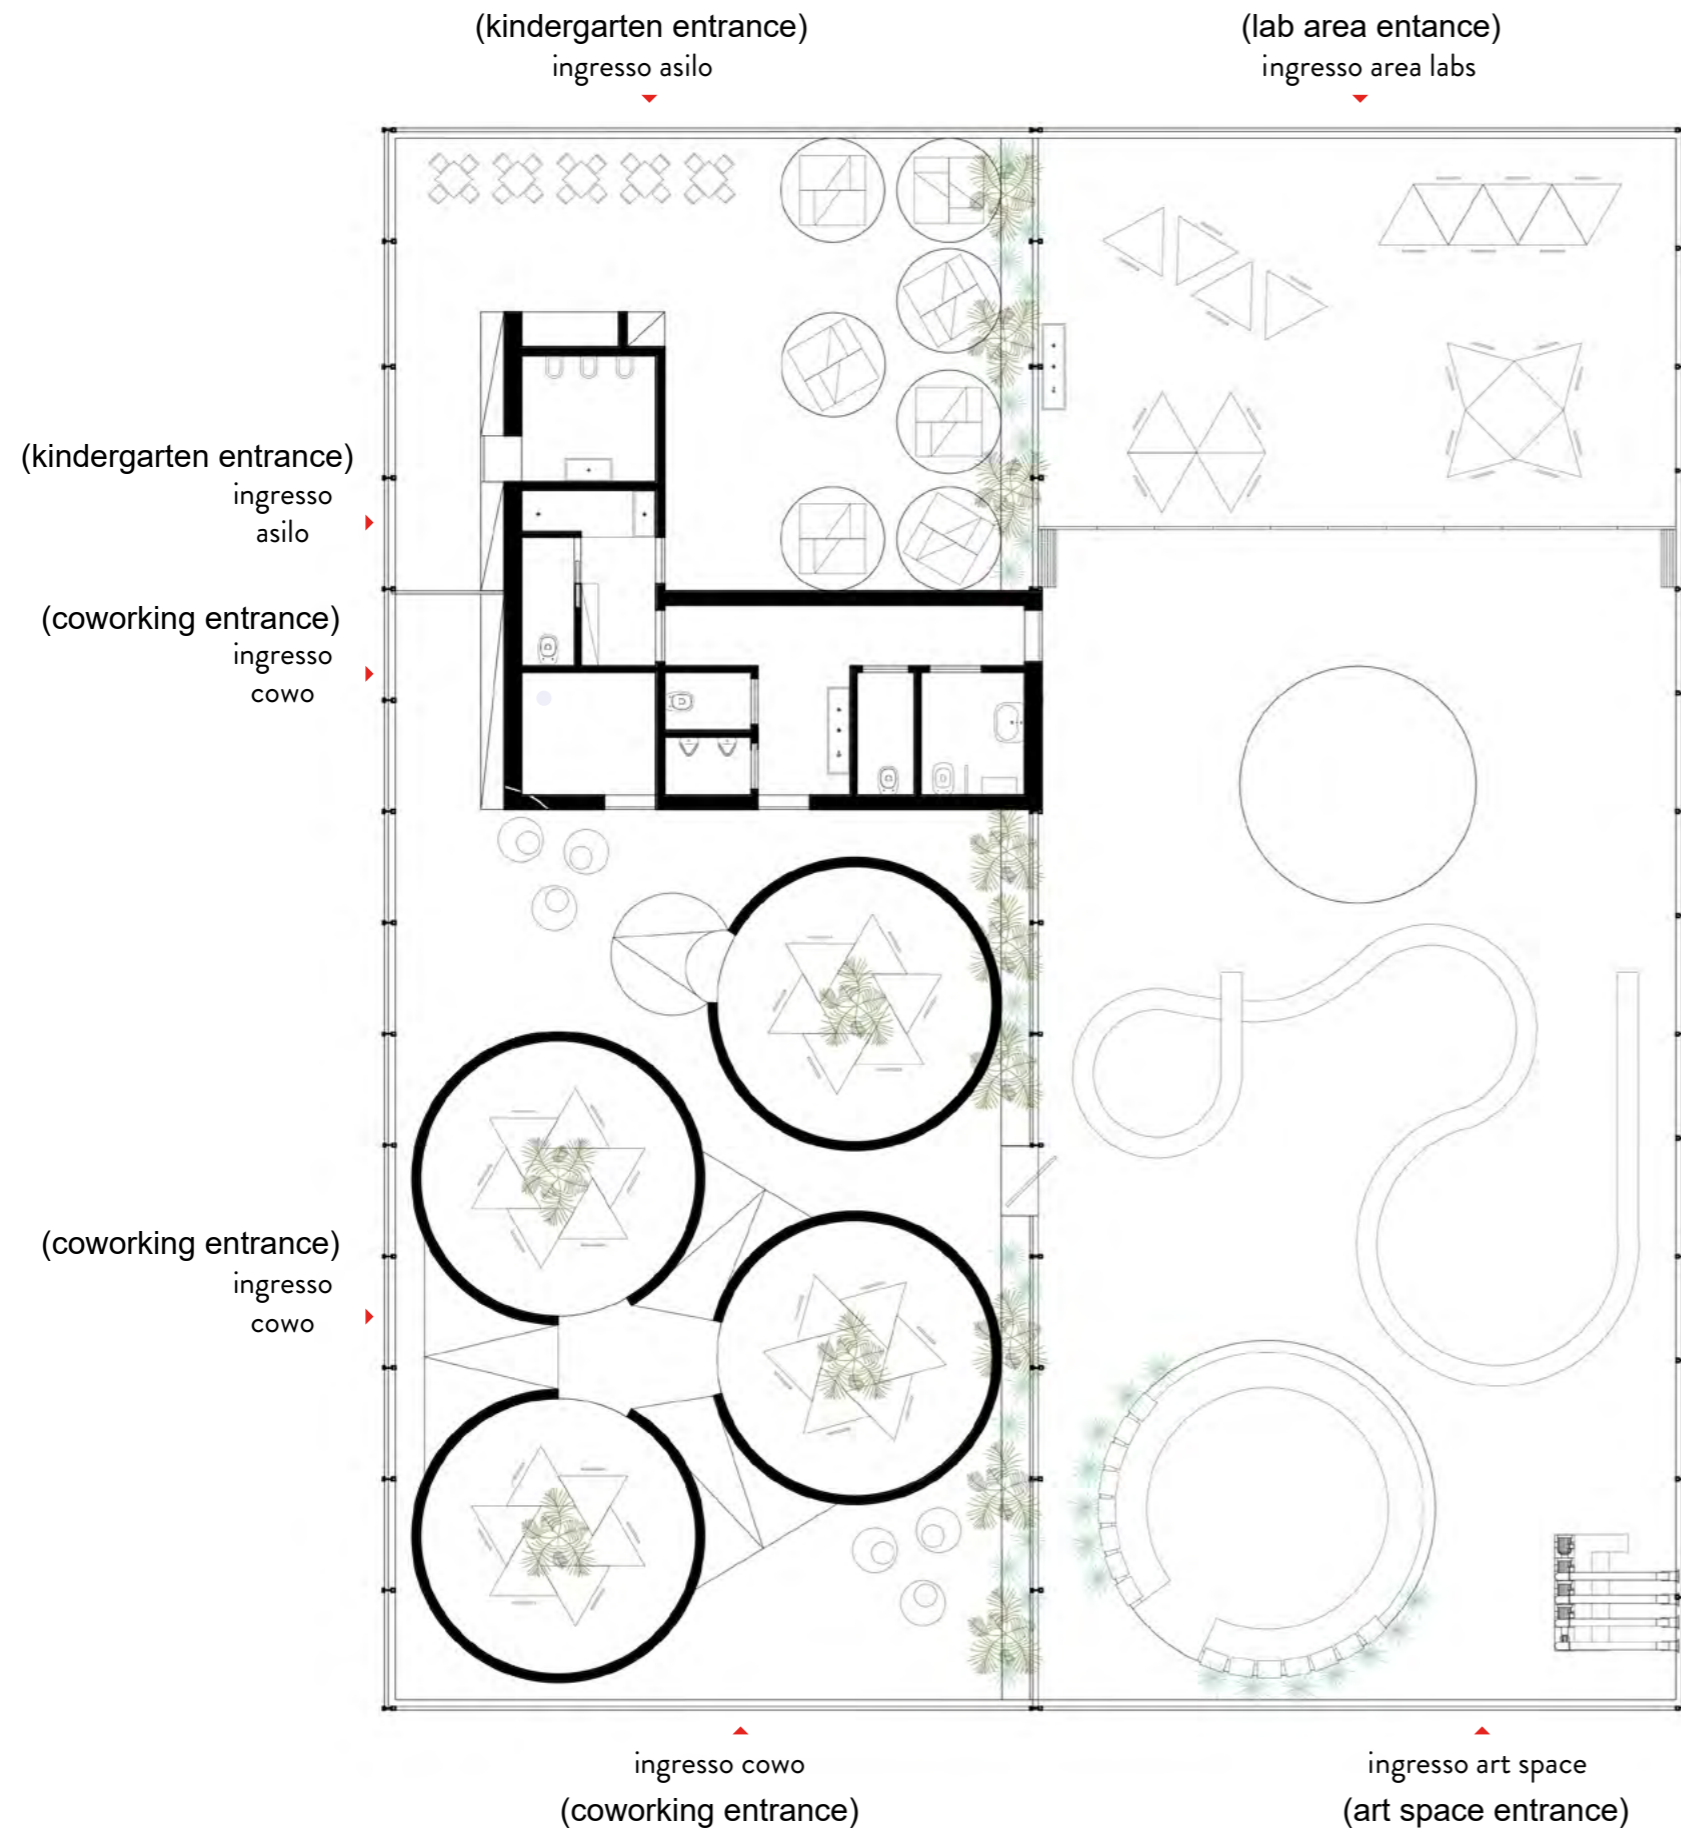 (kindergarten entrance)
ingresso asilo
(lab area entance)
ingresso area labs
(kindergarten entrance)
ingresso
asilo
(coworking entrance)
ingresso
cowo
(coworking entrance)
ingresso
cowo
ingresso cowo
(coworking entrance)
ingresso art space
(art space entrance)